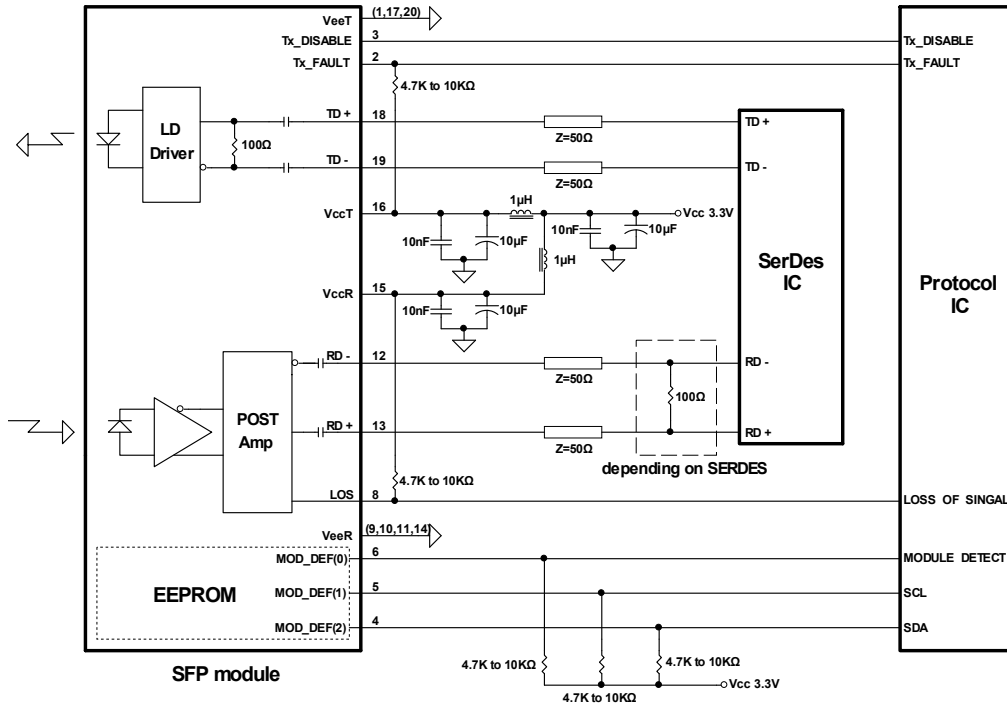 VeeT (1,17,20)
Tx_DISABLE 3 Tx_DISABLE
Tx_FAULT 2 Tx_FAULT
4.7K to 10KΩ
LD
Driver
100Ω
TD + 18 TD +
Z=50Ω
TD - 19 TD -
Z=50Ω
1μH
VccT 16 Vcc 3.3V
10nF 10μF 10nF 10μF
1μH
SerDes
IC
Protocol
IC
VccR 15
10nF 10μF
RD - 12 RD -
Z=50Ω
100Ω
POST
Amp
RD + 13 RD +
Z=50Ω
depending on SERDES
4.7K to 10KΩ
LOS 8 LOSS OF SINGAL
VeeR (9,10,11,14)
MOD_DEF(0) 6 MODULE DETECT
EEPROM
MOD_DEF(1) 5 SCL
MOD_DEF(2) 4 SDA
4.7K to 10KΩ 4.7K to 10KΩ
4.7K to 10KΩ
Vcc 3.3V
SFP module